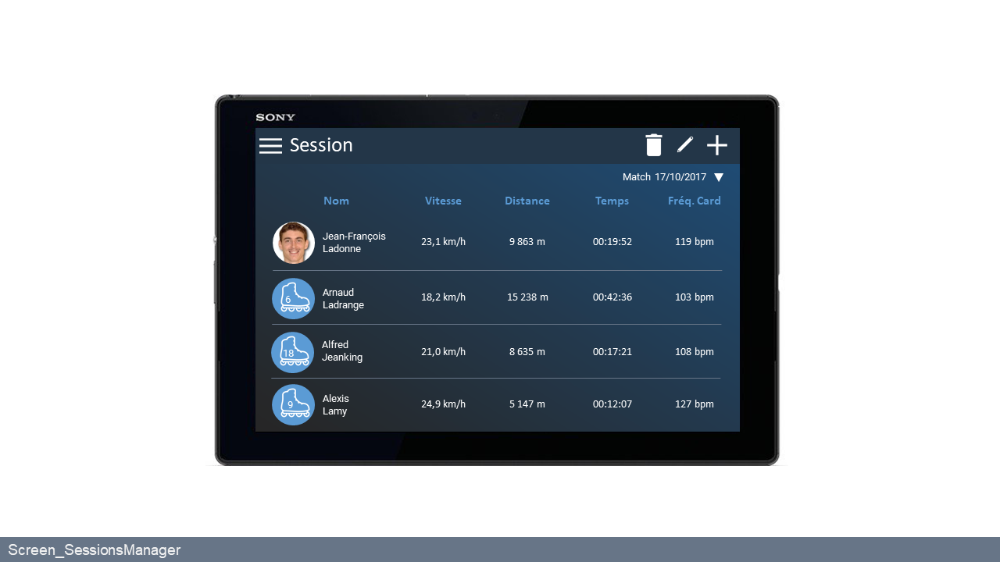 SONY
Session
Match 17/10/2017
Nom Vitesse Distance Temps Fréq. Card
Jean-François
Ladonne
23,1 km/h 9 863 m 00:19:52 119 bpm
6
Arnaud
Ladrange
18,2 km/h 15 238 m 00:42:36 103 bpm
18
Alfred
Jeanking
21,0 km/h 8 635 m 00:17:21 108 bpm
9
Alexis
Lamy
24,9 km/h 5 147 m 00:12:07 127 bpm
Screen_SessionsManager